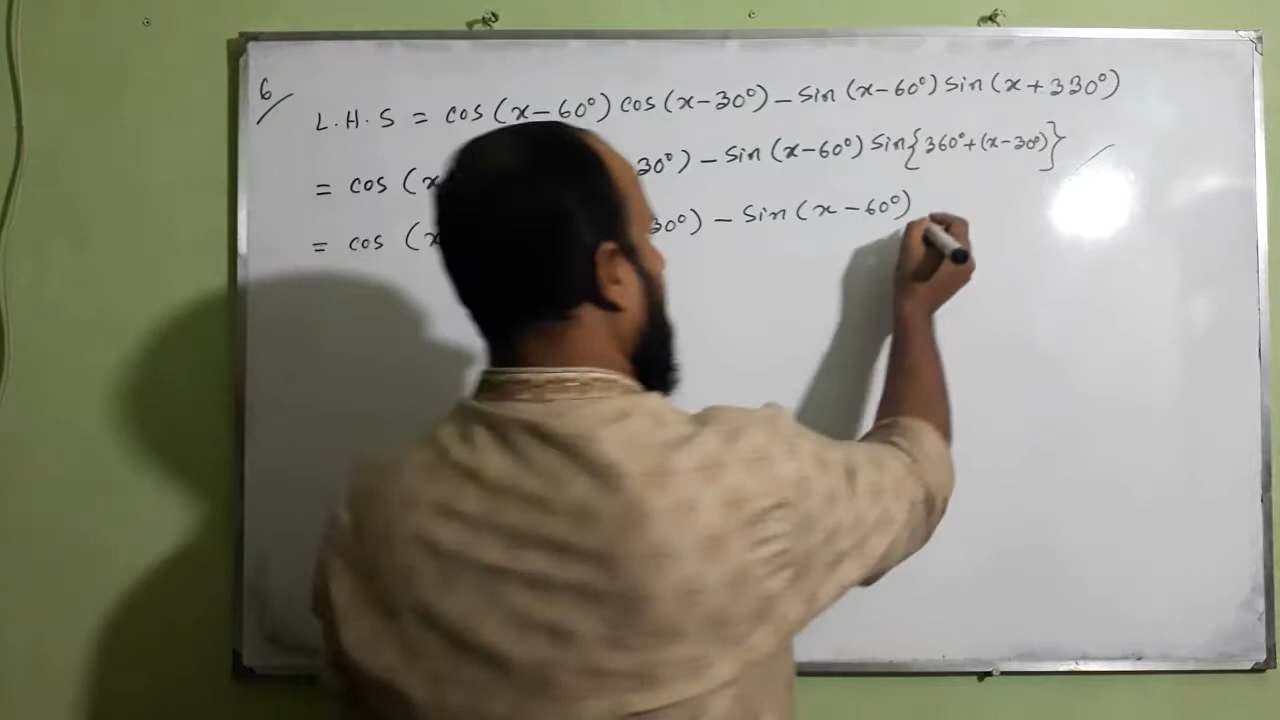 6/
L.H.S = cos (x-60°) cos (x-30°) - sin (x-60°) sin (x+330°)
= cos (x 30°) - sin (x-60°) sin{360°+(x-30°)}
= cos (x 30°) - sin (x-60°)